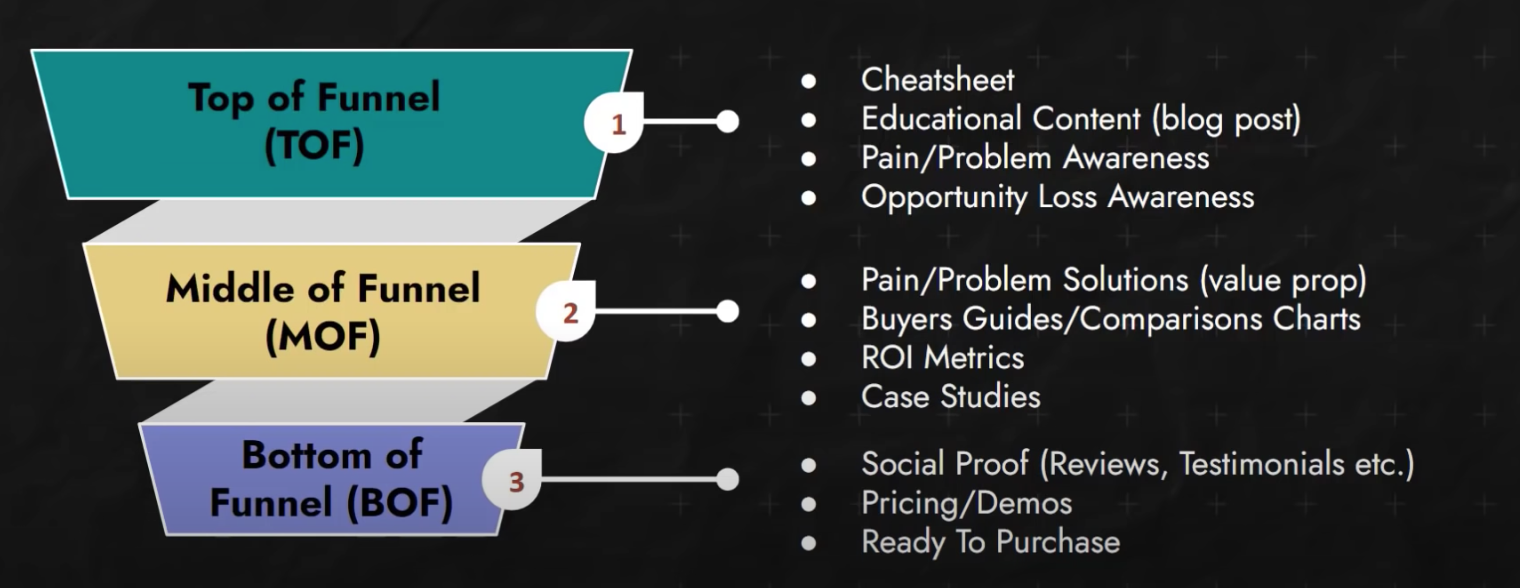 Top of Funnel
(TOF)
1
● Cheatsheet
● Educational Content (blog post)
● Pain/Problem Awareness
● Opportunity Loss Awareness
Middle of Funnel
(MOF)
2
● Pain/Problem Solutions (value prop)
● Buyers Guides/Comparisons Charts
● ROI Metrics
● Case Studies
Bottom of
Funnel (BOF)
3
● Social Proof (Reviews, Testimonials etc.)
● Pricing/Demos
● Ready To Purchase